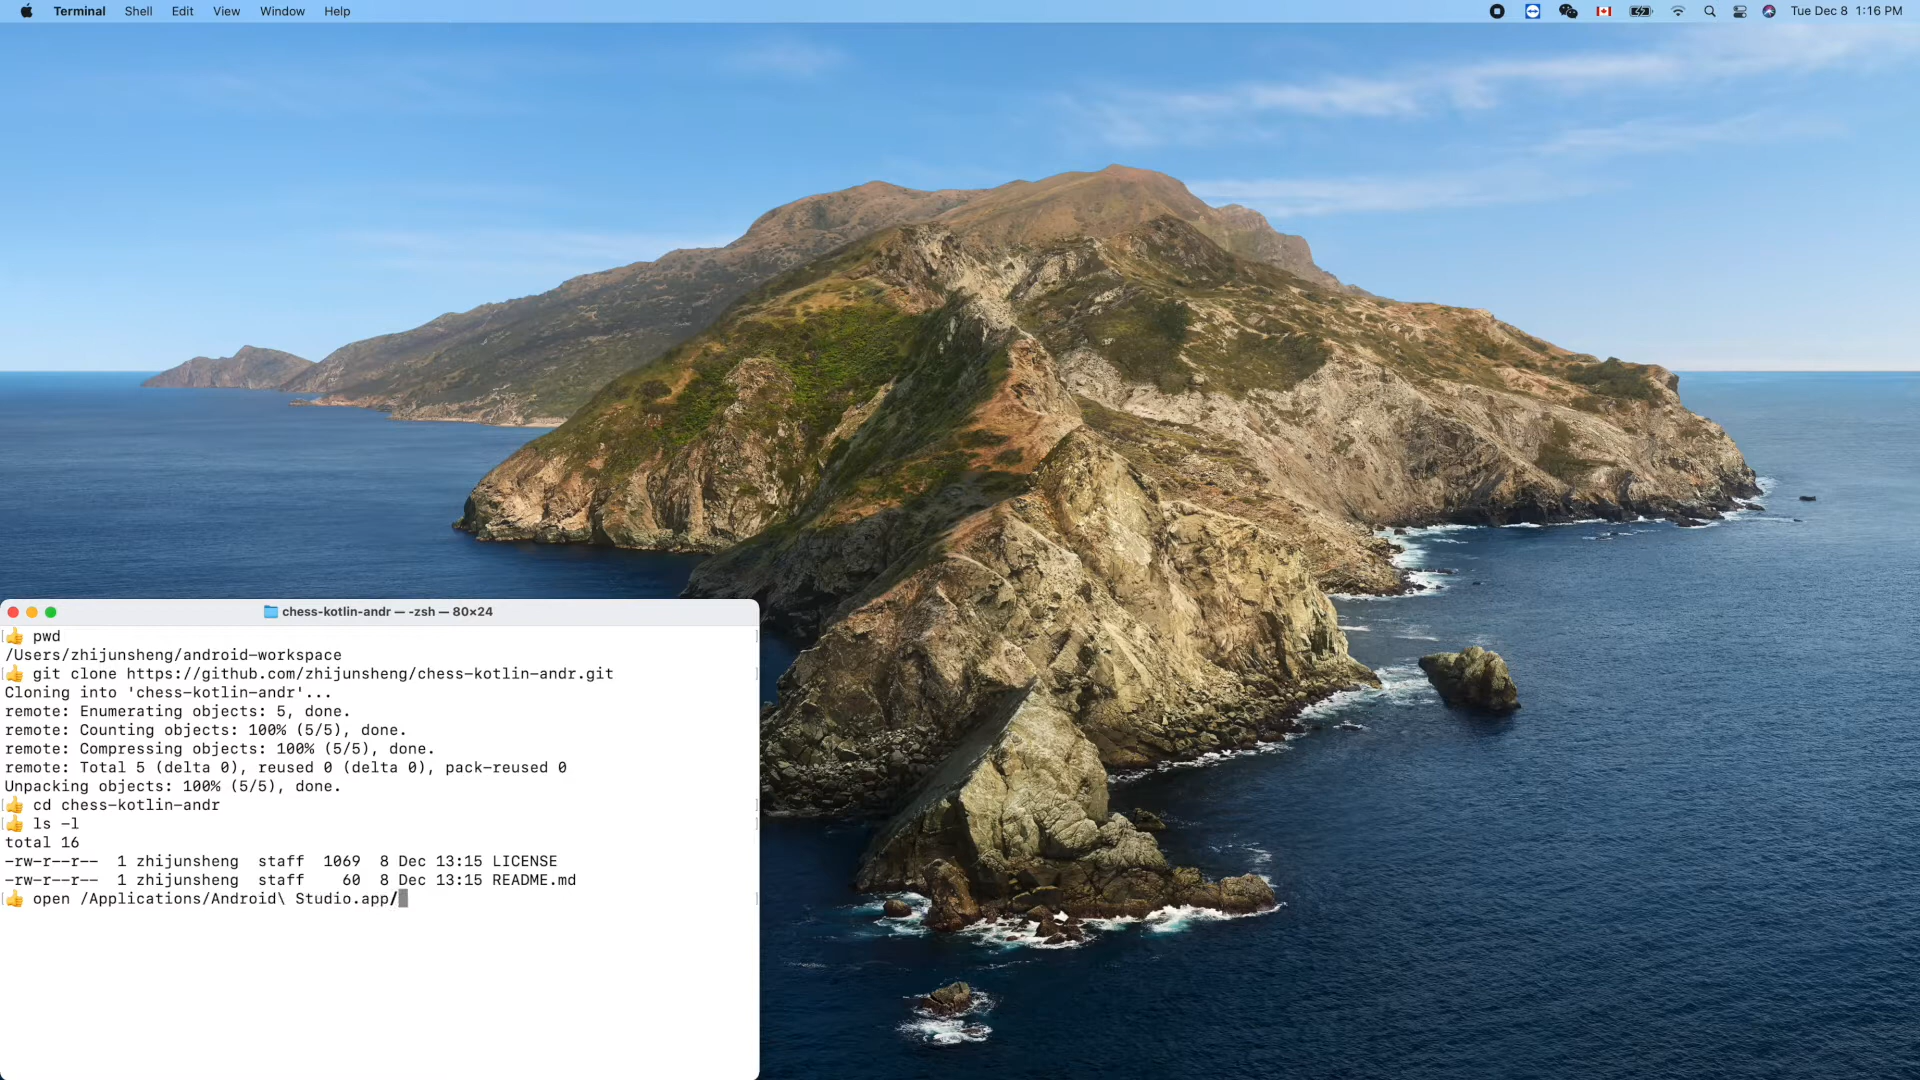 Terminal Shell Edit View Window Help Tue Dec 8 1:16 PM
chess-kotlin-andr — -zsh — 80×24
👍 pwd
/Users/zhijunsheng/android-workspace
👍 git clone https://github.com/zhijunsheng/chess-kotlin-andr.git
Cloning into 'chess-kotlin-andr'...
remote: Enumerating objects: 5, done.
remote: Counting objects: 100% (5/5), done.
remote: Compressing objects: 100% (5/5), done.
remote: Total 5 (delta 0), reused 0 (delta 0), pack-reused 0
Unpacking objects: 100% (5/5), done.
👍 cd chess-kotlin-andr
👍 ls -l
total 16
-rw-r--r--  1 zhijunsheng  staff  1069  8 Dec 13:15 LICENSE
-rw-r--r--  1 zhijunsheng  staff    60  8 Dec 13:15 README.md
👍 open /Applications/Android\ Studio.app/